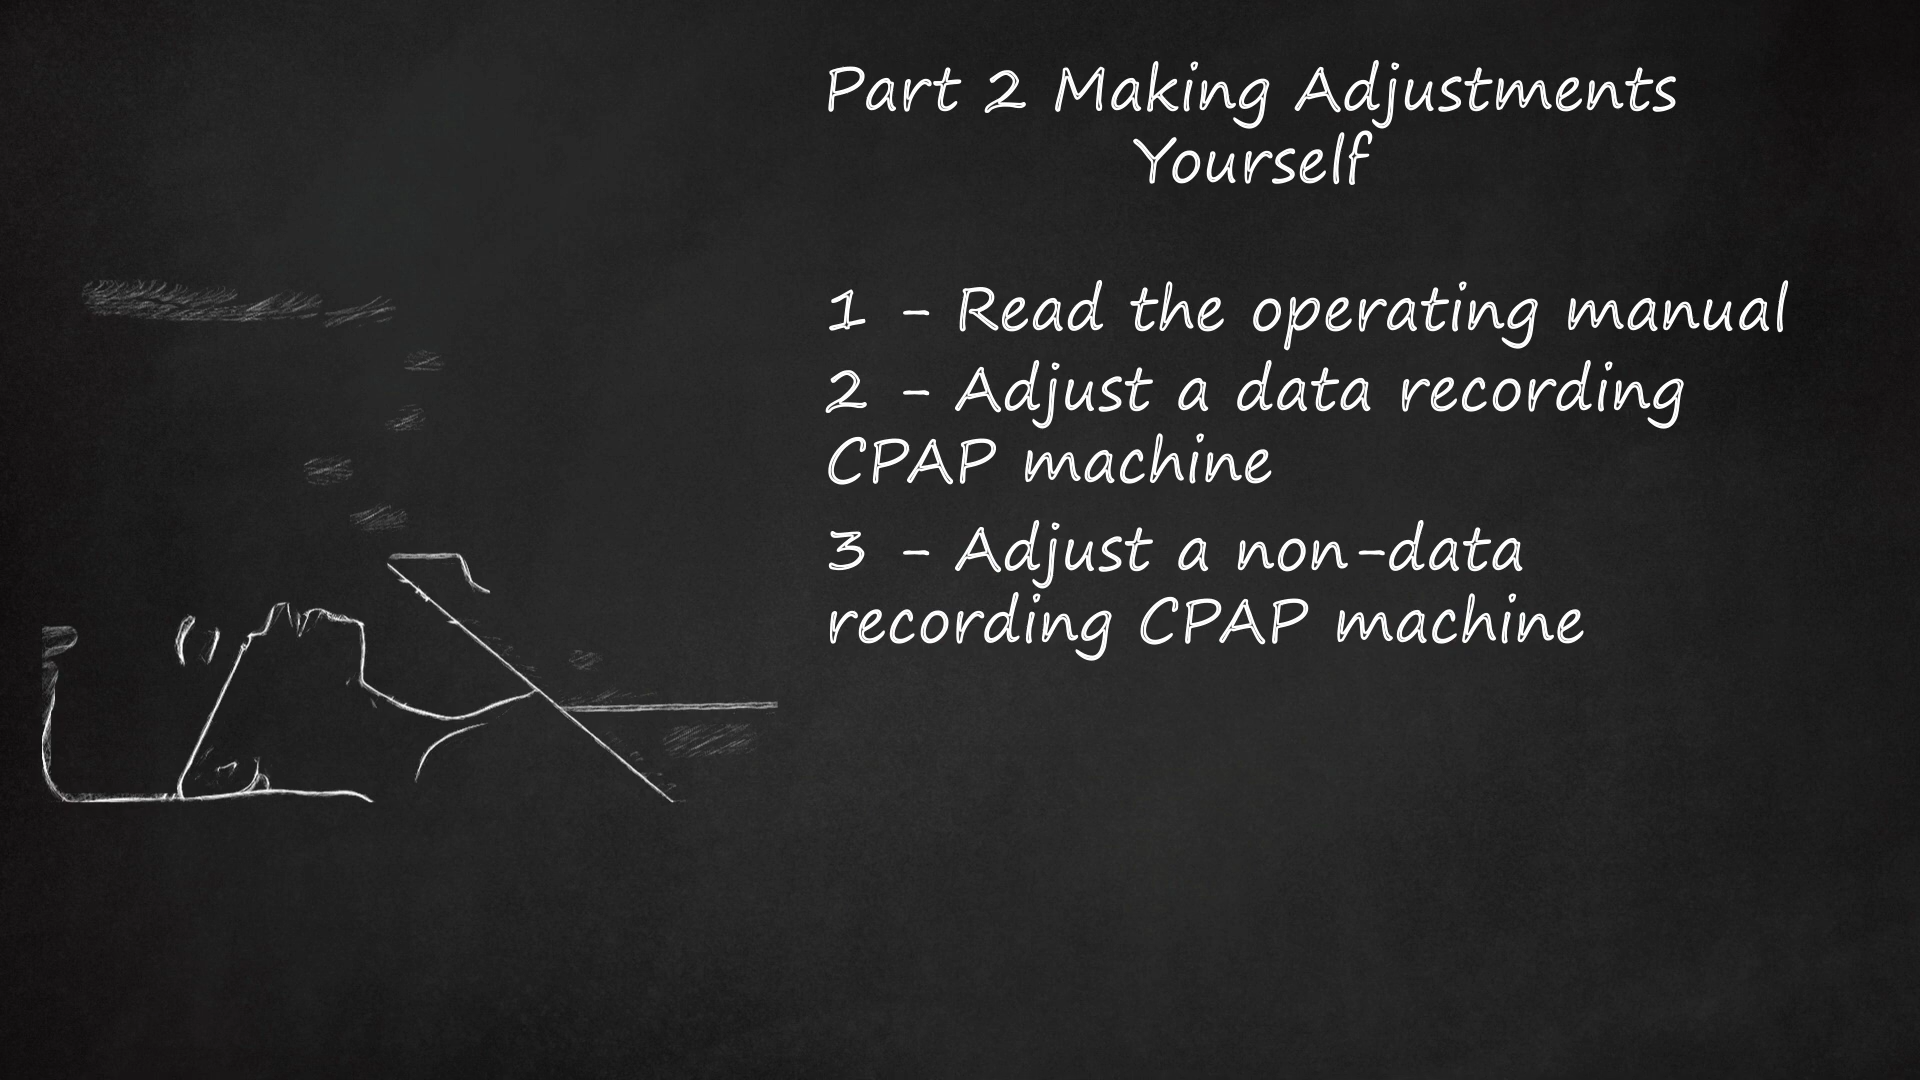 Part 2 Making Adjustments
Yourself
1 - Read the operating manual
2 - Adjust a data recording
CPAP machine
3 - Adjust a non-data
recording CPAP machine